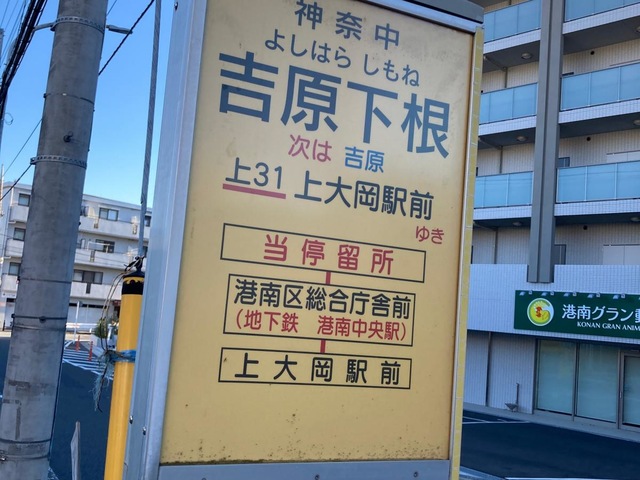 神奈中
よしはら しもね
吉原下根
次は 吉原
上31 上大岡駅前
ゆき
当停留所
港南区総合庁舎前
(地下鉄 港南中央駅)
上大岡駅前
港南グラン動
KONAN GRAN ANIM